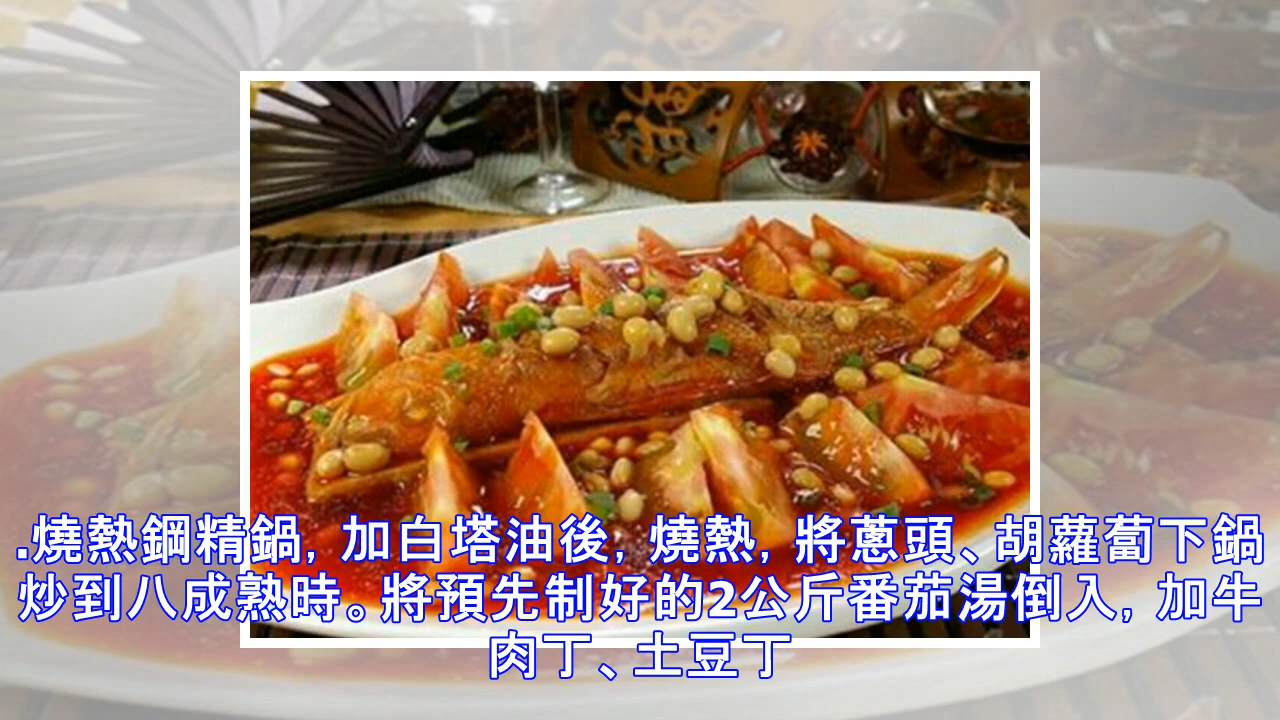 .燒熱鋼精鍋, 加白塔油後, 燒熱, 將蔥頭、胡蘿蔔下鍋
炒到八成熟時。將預先制好的2公斤番茄湯倒入, 加牛
肉丁、土豆丁